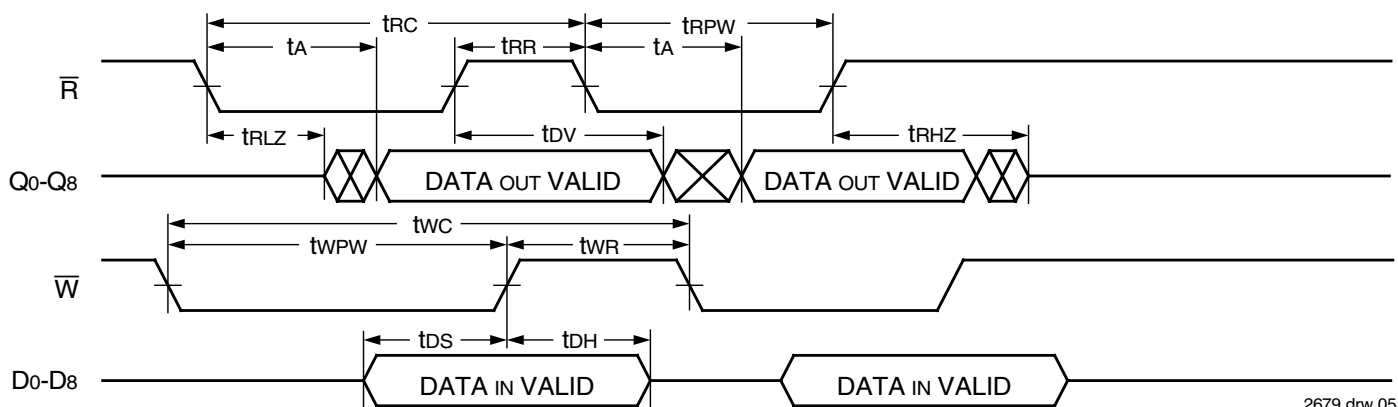 tRC
tRPW
tA
tRR
tA
R̅
tRLZ
tDV
tRHZ
Q0-Q8
DATA OUT VALID
DATA OUT VALID
tWC
tWPW
tWR
W̅
tDS
tDH
D0-D8
DATA IN VALID
DATA IN VALID
2679 drw 05